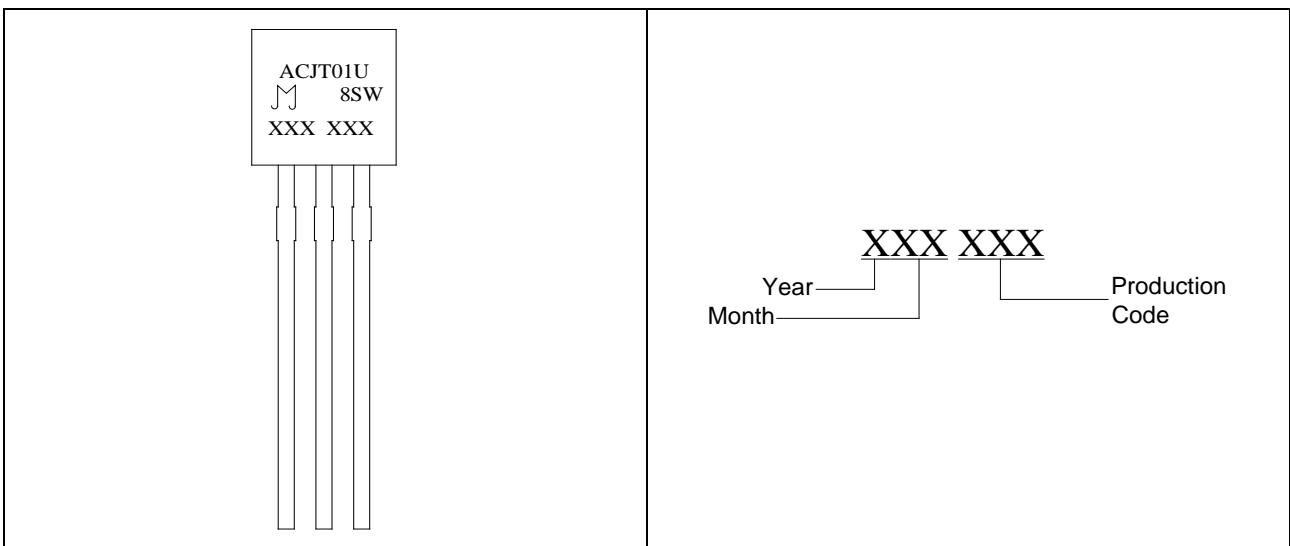 ACJT01U
8SW
XXX XXX
XXX XXX
Year
Month
Production
Code